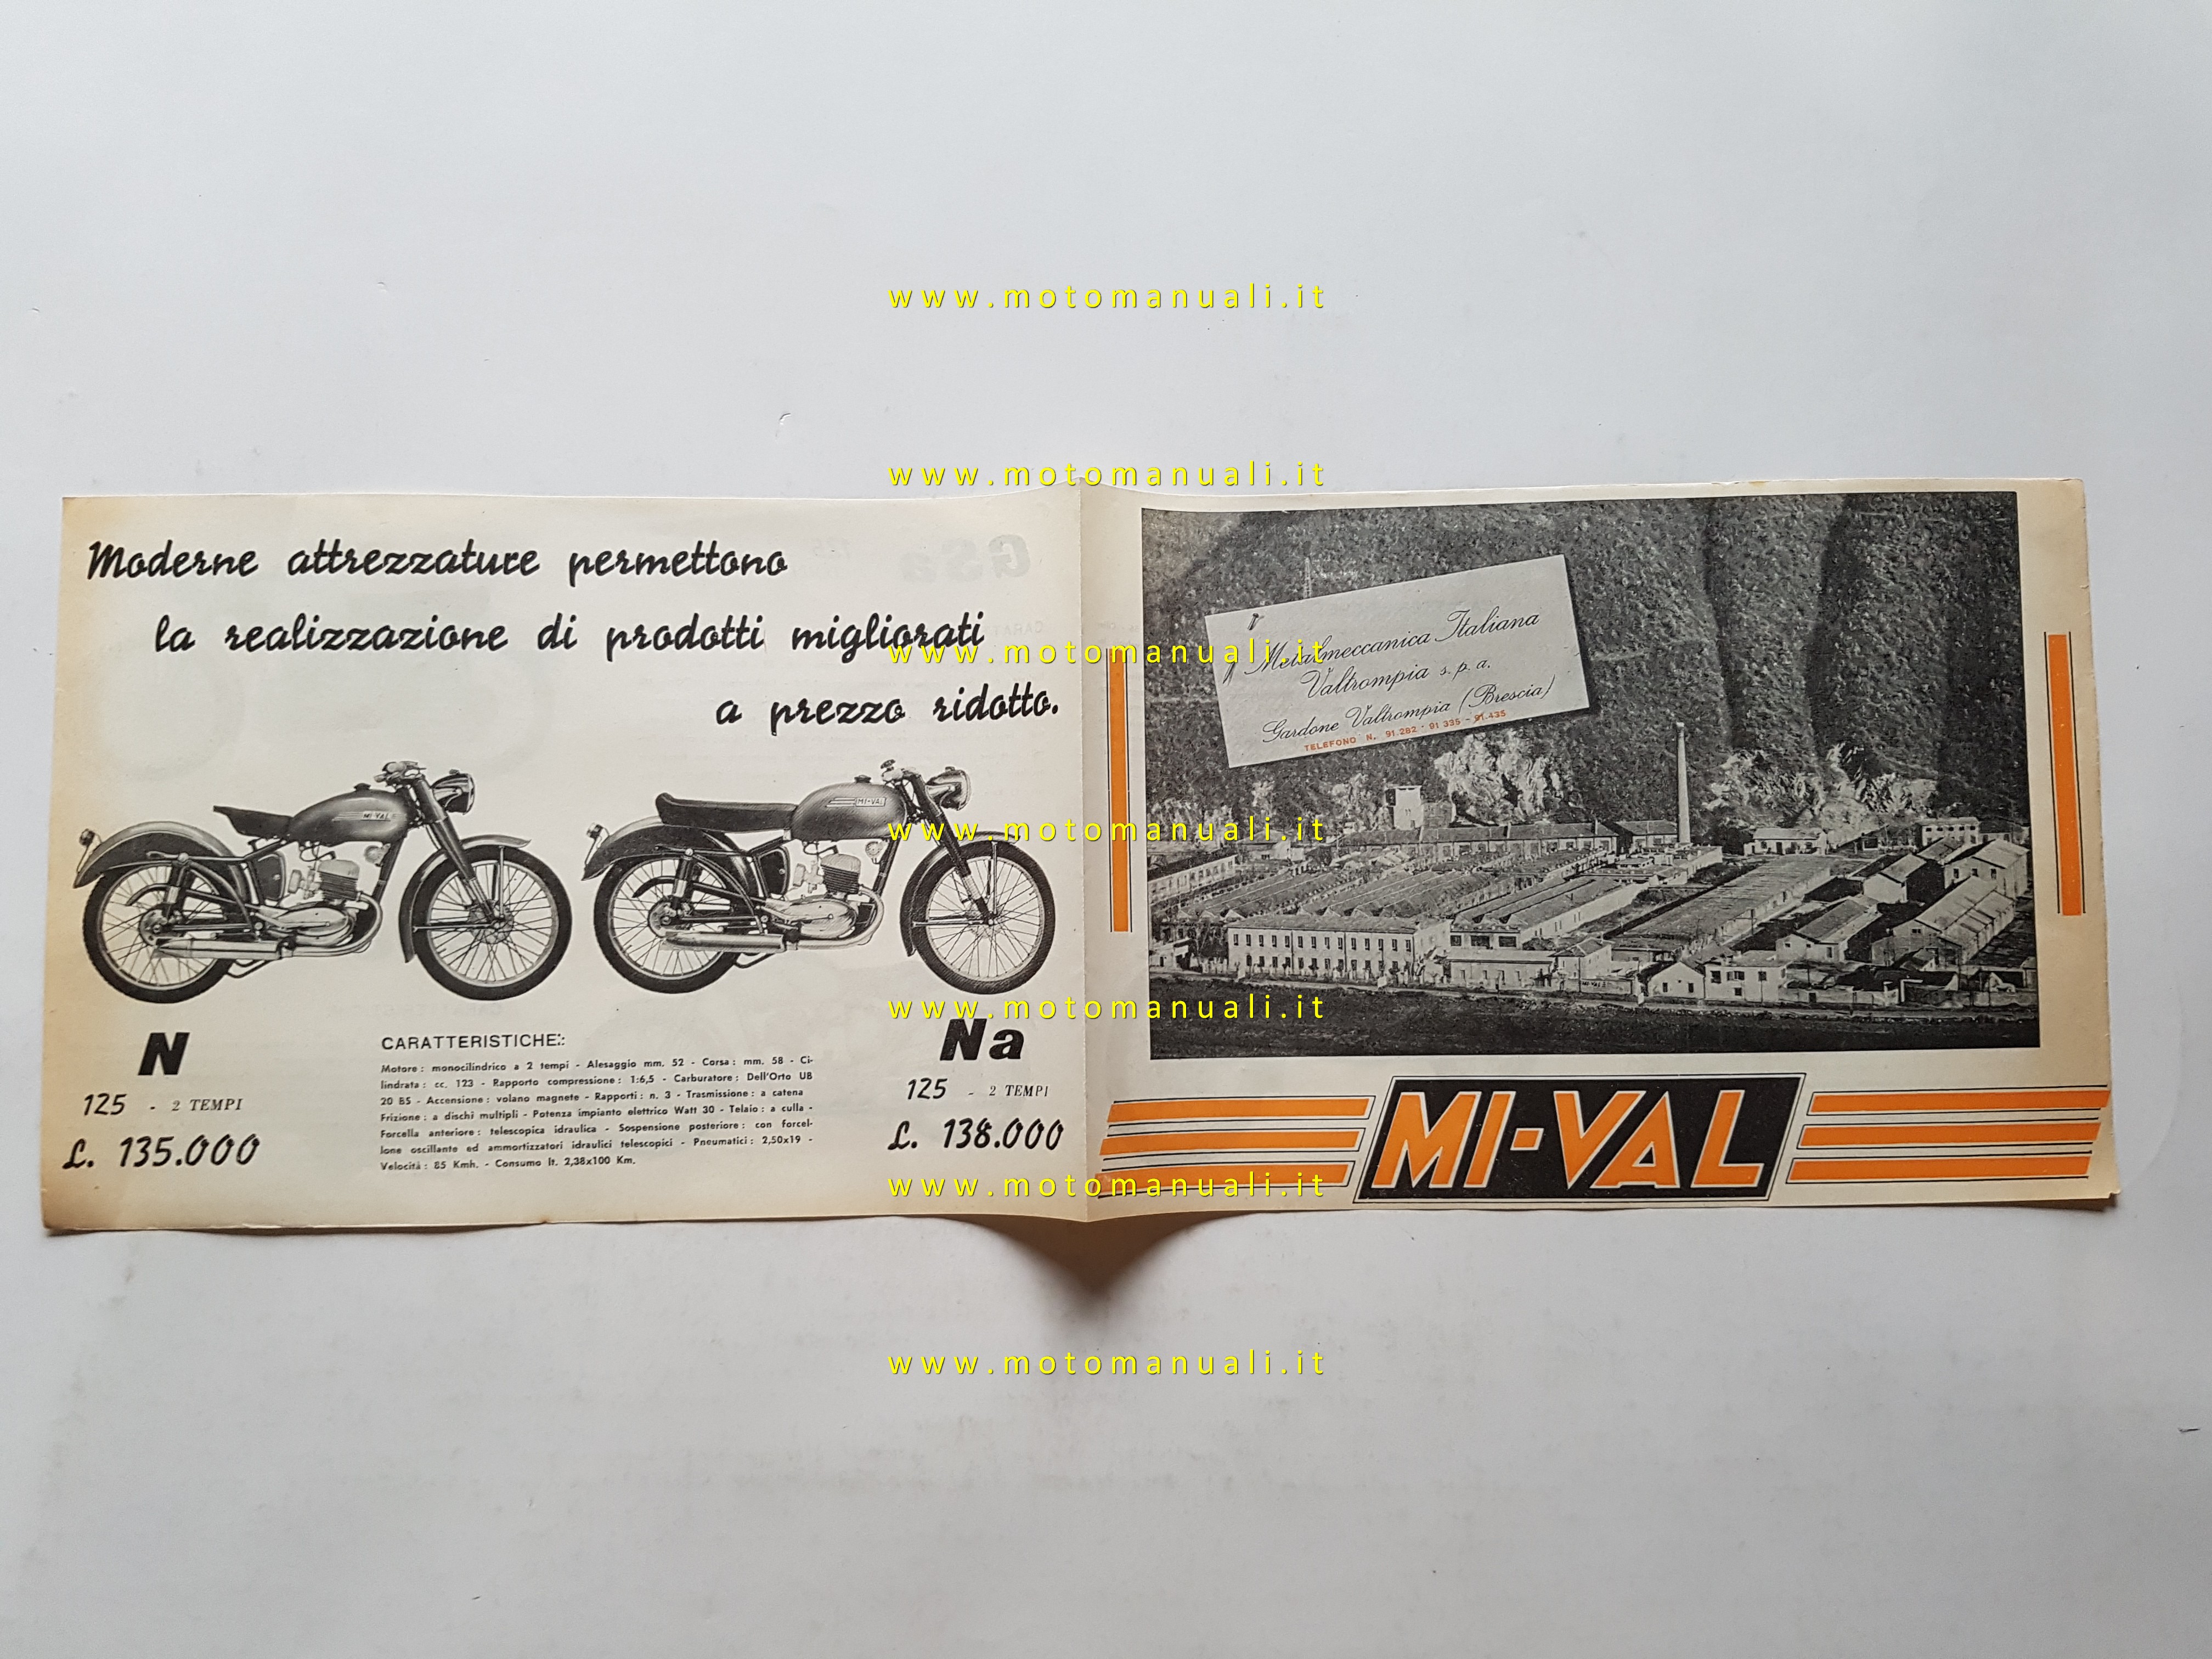 www.motomanuali.it
www.motomanuali.it
Moderne attrezzature permettono
la realizzazione di prodotti migliorati
a prezzo ridotto.
www.motomanuali.it
MI-VAL
MI-VAL
www.motomanuali.it
www.motomanuali.it
N
125 - 2 TEMPI
L. 135.000
CARATTERISTICHE:
Motore: monocilindrico a 2 tempi - Alesaggio mm. 52 - Corsa: mm. 58 - Ci-
lindrata: cc. 123 - Rapporto compressione: 1:6,5 - Carburatore: Dell'Orto UB
20 BS - Accensione: volano magnete - Rapporti: n. 3 - Trasmissione: a catena
Frizione: a dischi multipli - Potenza impianto elettrico Watt 30 - Telaio: a culla -
Forcella anteriore: telescopica idraulica - Sospensione posteriore: con forcel-
lone oscillante ed ammortizzatori idraulici telescopici - Pneumatici: 2,50x19 -
Velocità: 85 Kmh. - Consumo lt. 2,38x100 Km.
Na
125 - 2 TEMPI
L. 138.000
www.motomanuali.it
Metalmeccanica Italiana
Valtrompia s.p.a.
Gardone Valtrompia (Brescia)
TELEFONO N. 91.282 - 91 335 - 91.435
MI-VAL
www.motomanuali.it